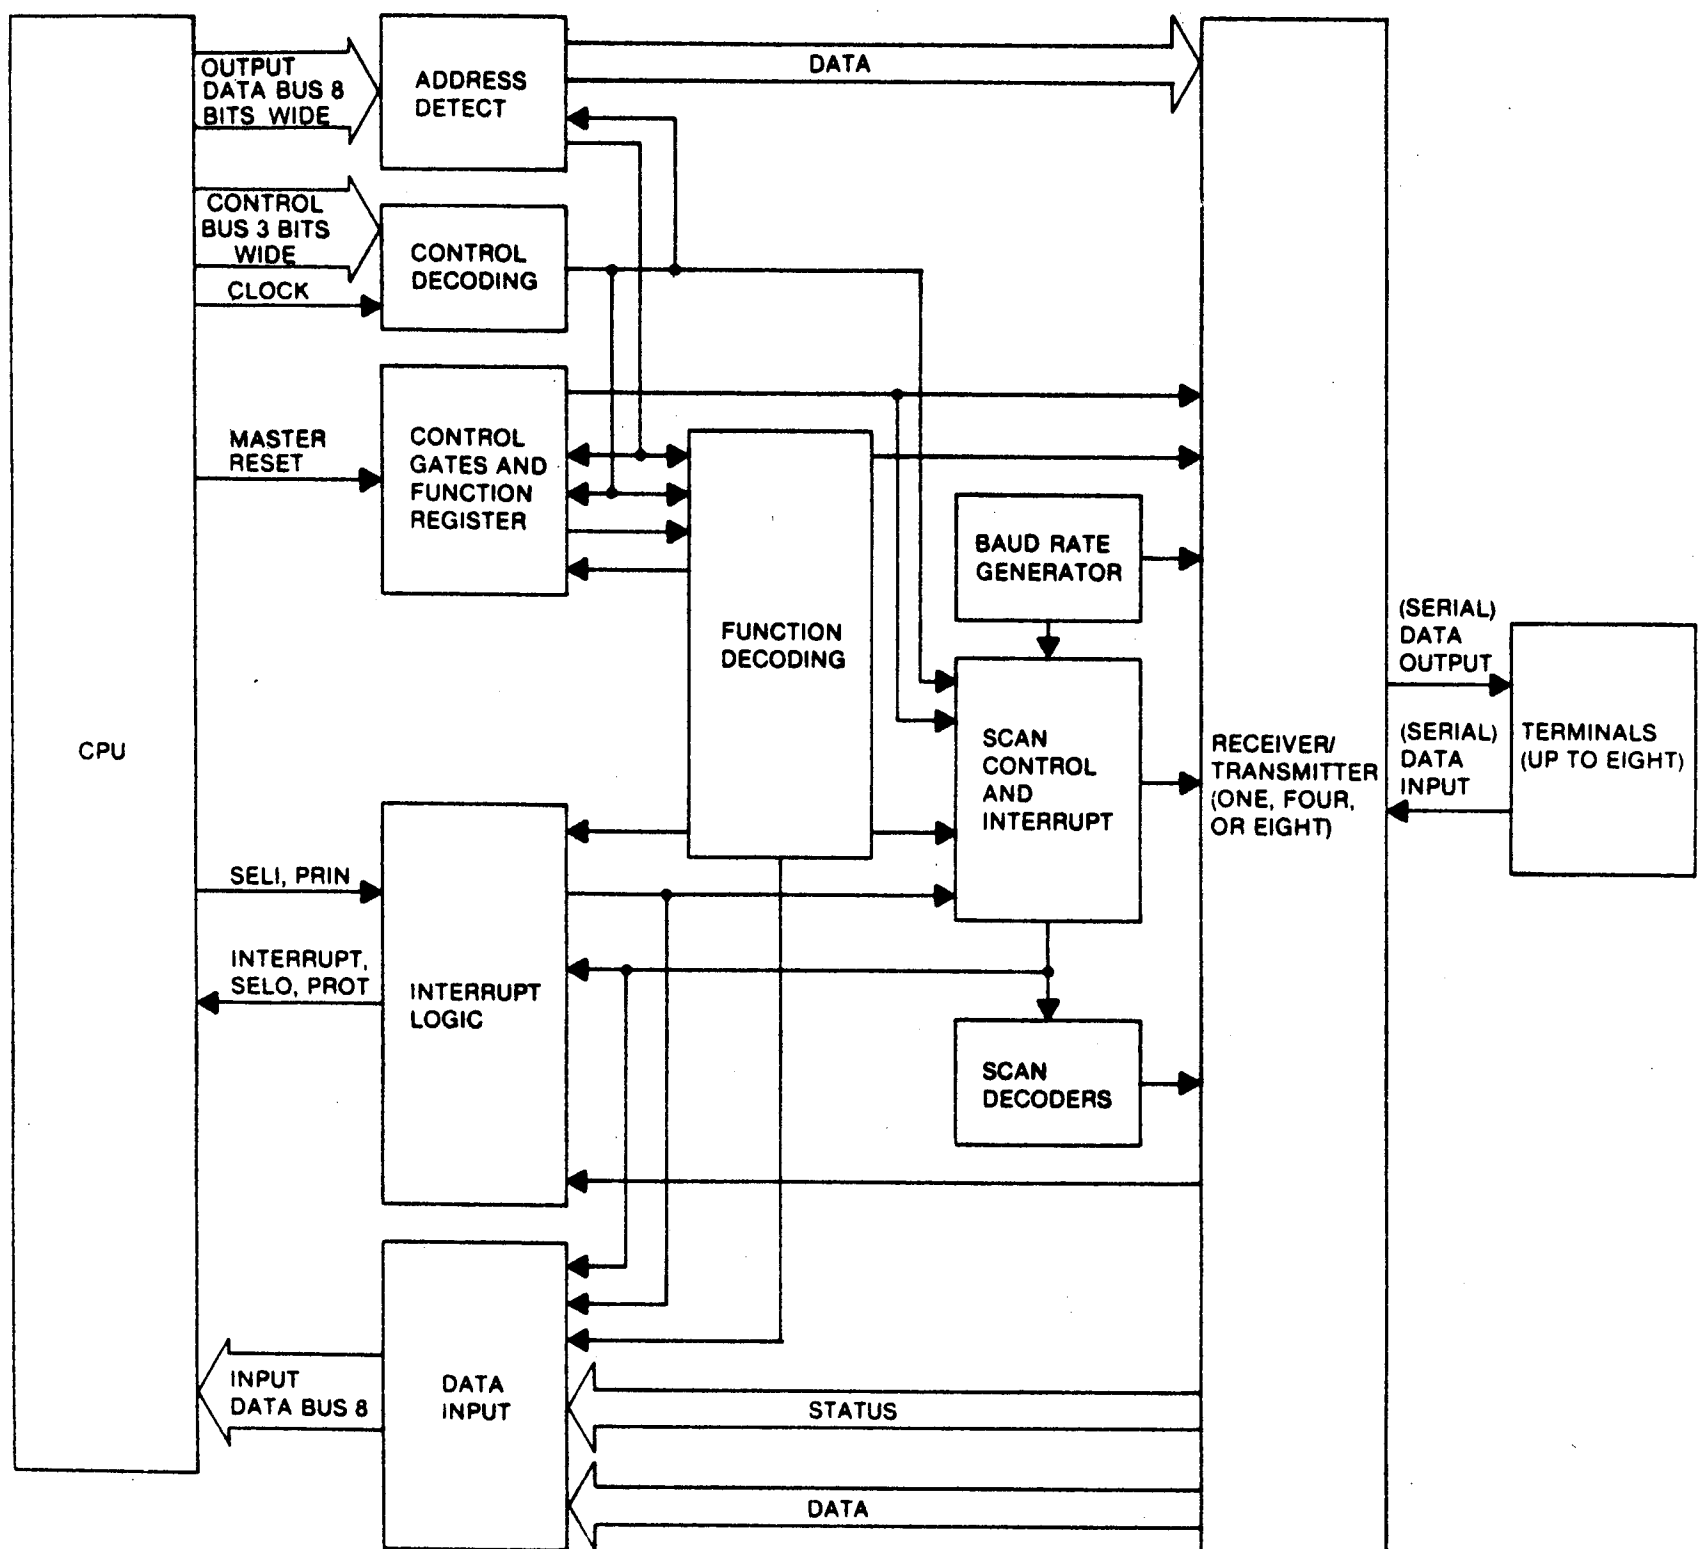 OUTPUT
DATA BUS 8
BITS WIDE
ADDRESS
DETECT
DATA
CONTROL
BUS 3 BITS
WIDE
CLOCK
CONTROL
DECODING
MASTER
RESET
CONTROL
GATES AND
FUNCTION
REGISTER
FUNCTION
DECODING
BAUD RATE
GENERATOR
CPU
SCAN
CONTROL
AND
INTERRUPT
RECEIVER/
TRANSMITTER
(ONE, FOUR,
OR EIGHT)
(SERIAL)
DATA
OUTPUT
(SERIAL)
DATA
INPUT
TERMINALS
(UP TO EIGHT)
SELI, PRIN
INTERRUPT,
SELO, PROT
INTERRUPT
LOGIC
SCAN
DECODERS
INPUT
DATA BUS 8
DATA
INPUT
STATUS
DATA